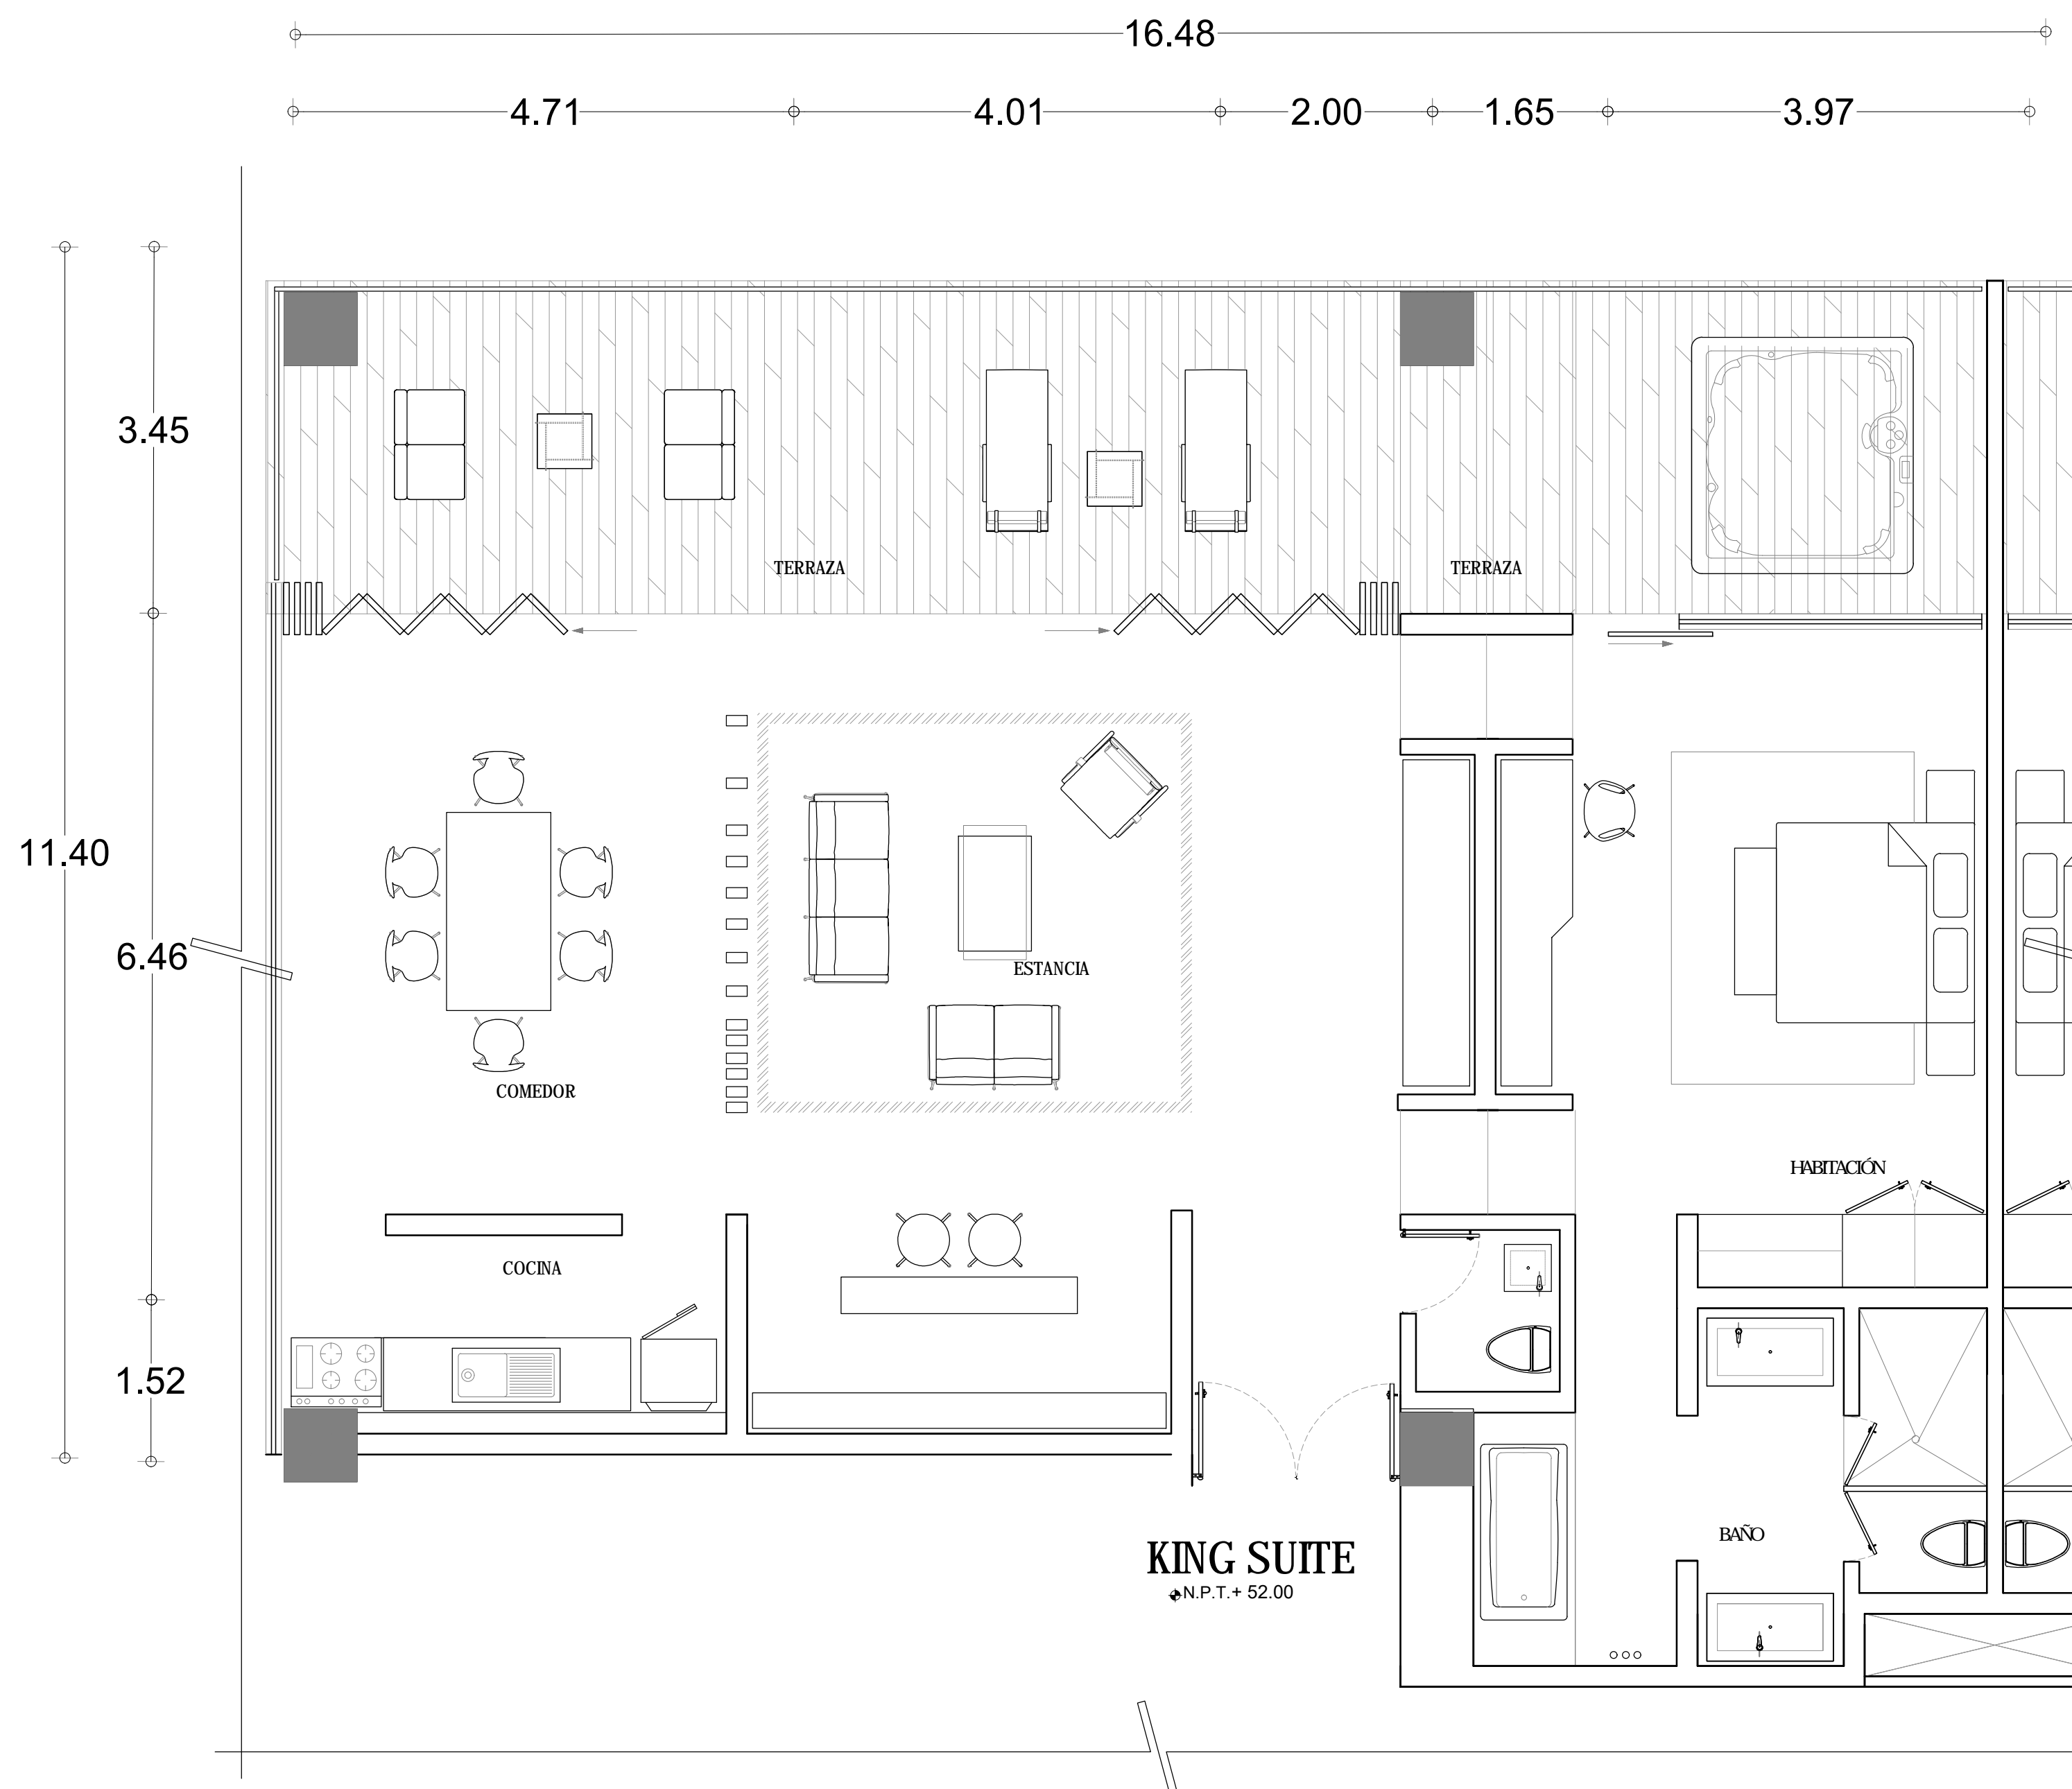 16.48
4.71 4.01 2.00 1.65 3.97
3.45
TERRAZA TERRAZA
11.40
6.46
ESTANCIA
COMEDOR
HABITACIÓN
COCINA
1.52
BAÑO
KING SUITE
N.P.T.+ 52.00